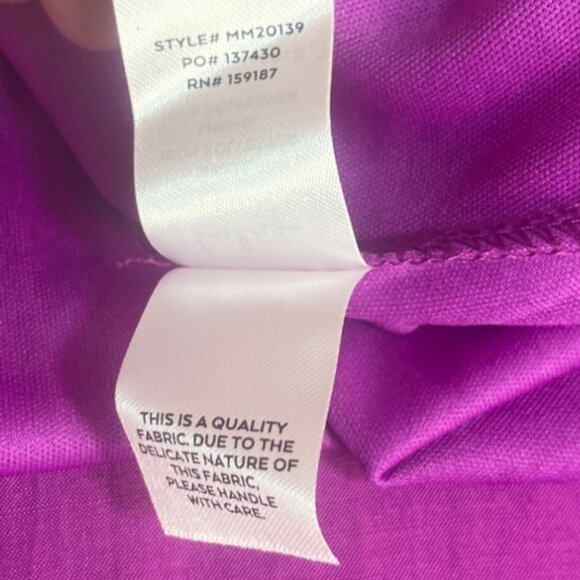 STYLE# MM20139
PO# 137430
RN# 159187
THIS IS A QUALITY
FABRIC. DUE TO THE
DELICATE NATURE OF
THIS FABRIC,
PLEASE HANDLE
WITH CARE.